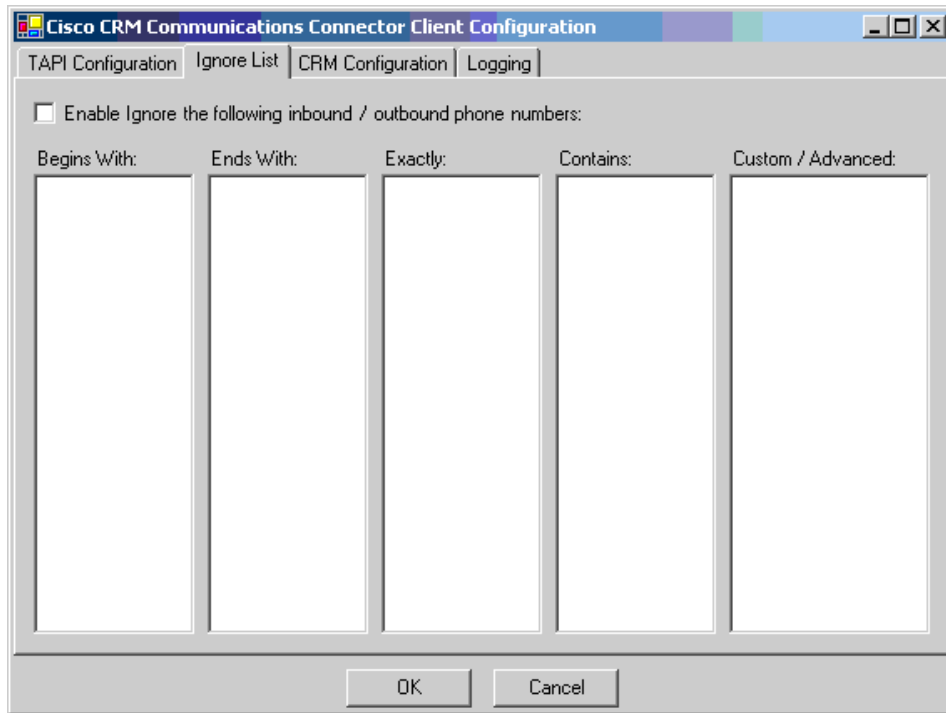 Cisco CRM Communications Connector Client Configuration
TAPI Configuration Ignore List CRM Configuration Logging
Enable Ignore the following inbound / outbound phone numbers:
Begins With: Ends With: Exactly: Contains: Custom / Advanced:
OK Cancel